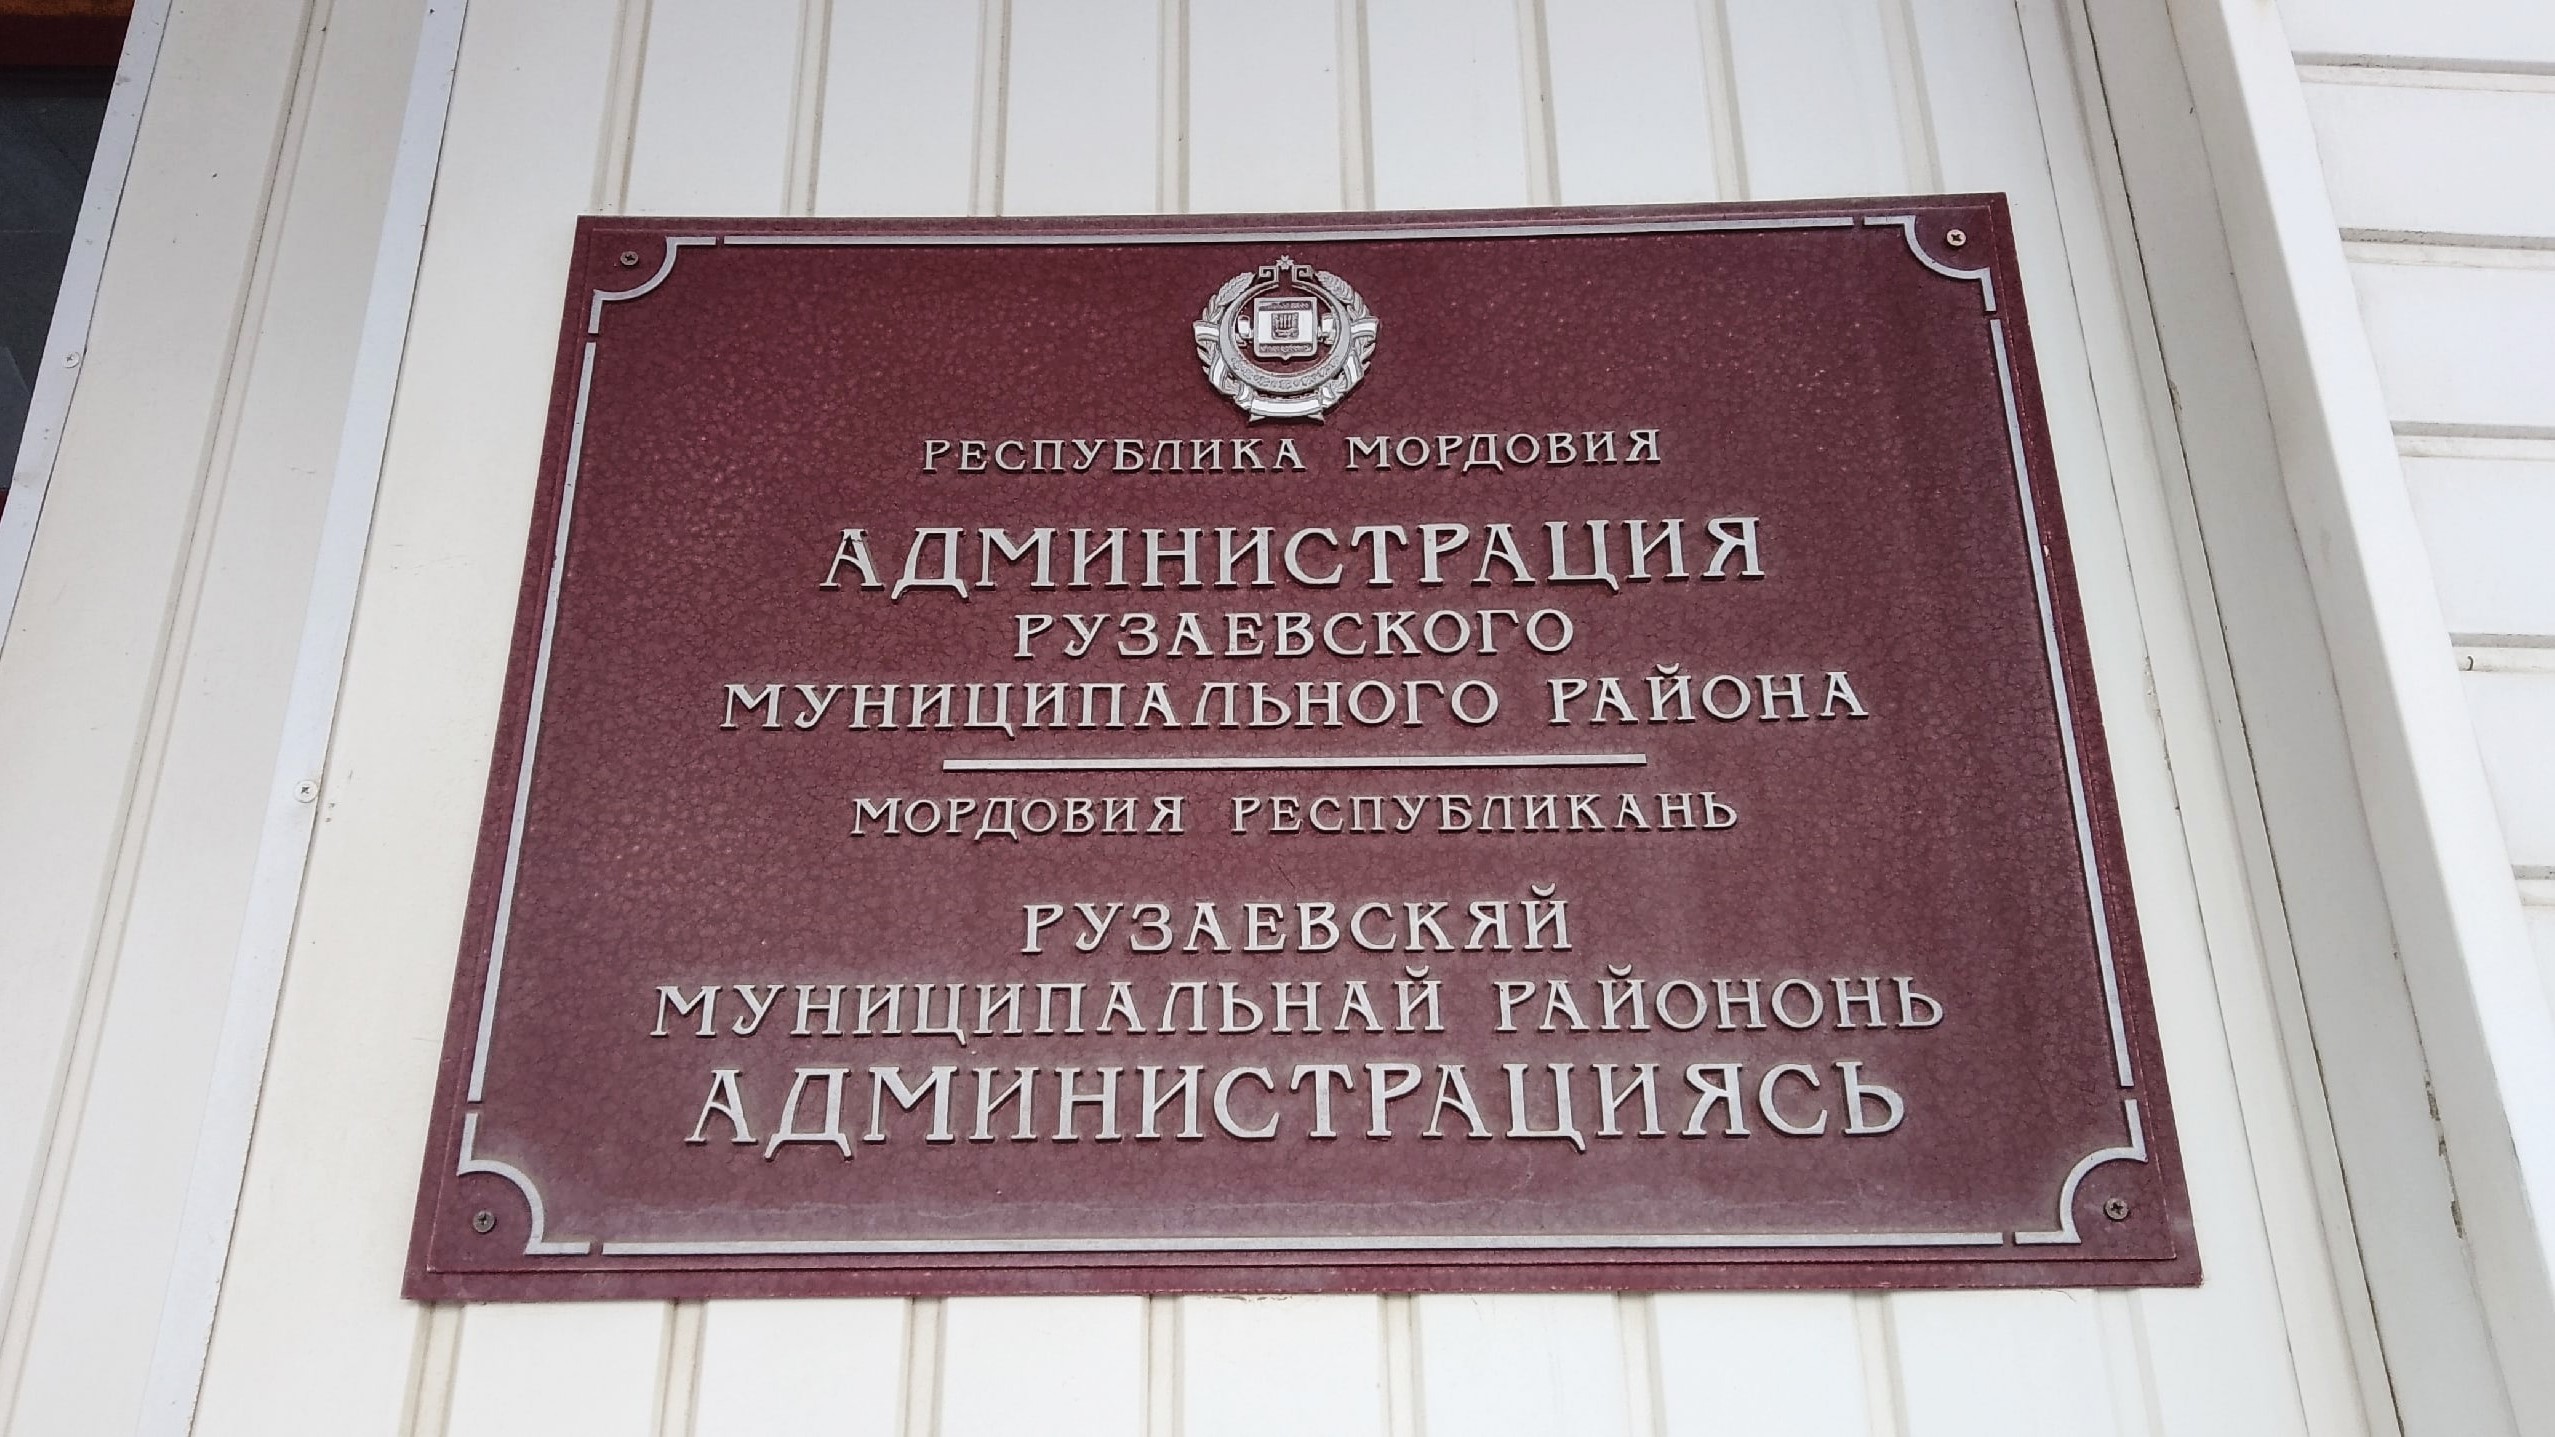 РЕСПУБЛИКА МОРДОВИЯ
АДМИНИСТРАЦИЯ
РУЗАЕВСКОГО
МУНИЦИПАЛЬНОГО РАЙОНА
МОРДОВИЯ РЕСПУБЛИКАНЬ
РУЗАЕВСКЯЙ
МУНИЦИПАЛЬНАЙ РАЙОНОНЬ
АДМИНИСТРАЦИЯСЬ